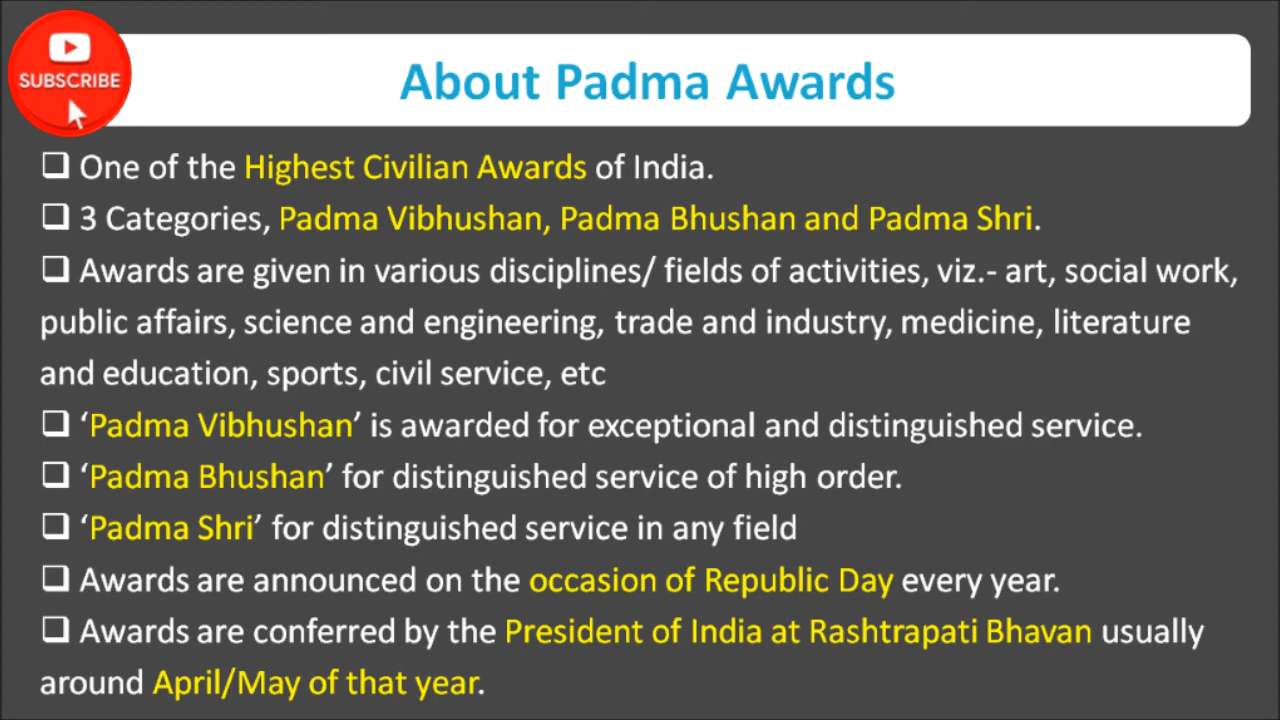 SUBSCRIBE
About Padma Awards
❑ One of the Highest Civilian Awards of India.
❑ 3 Categories, Padma Vibhushan, Padma Bhushan and Padma Shri.
❑ Awards are given in various disciplines/ fields of activities, viz.- art, social work,
public affairs, science and engineering, trade and industry, medicine, literature
and education, sports, civil service, etc
❑ ‘Padma Vibhushan’ is awarded for exceptional and distinguished service.
❑ ‘Padma Bhushan’ for distinguished service of high order.
❑ ‘Padma Shri’ for distinguished service in any field
❑ Awards are announced on the occasion of Republic Day every year.
❑ Awards are conferred by the President of India at Rashtrapati Bhavan usually
around April/May of that year.